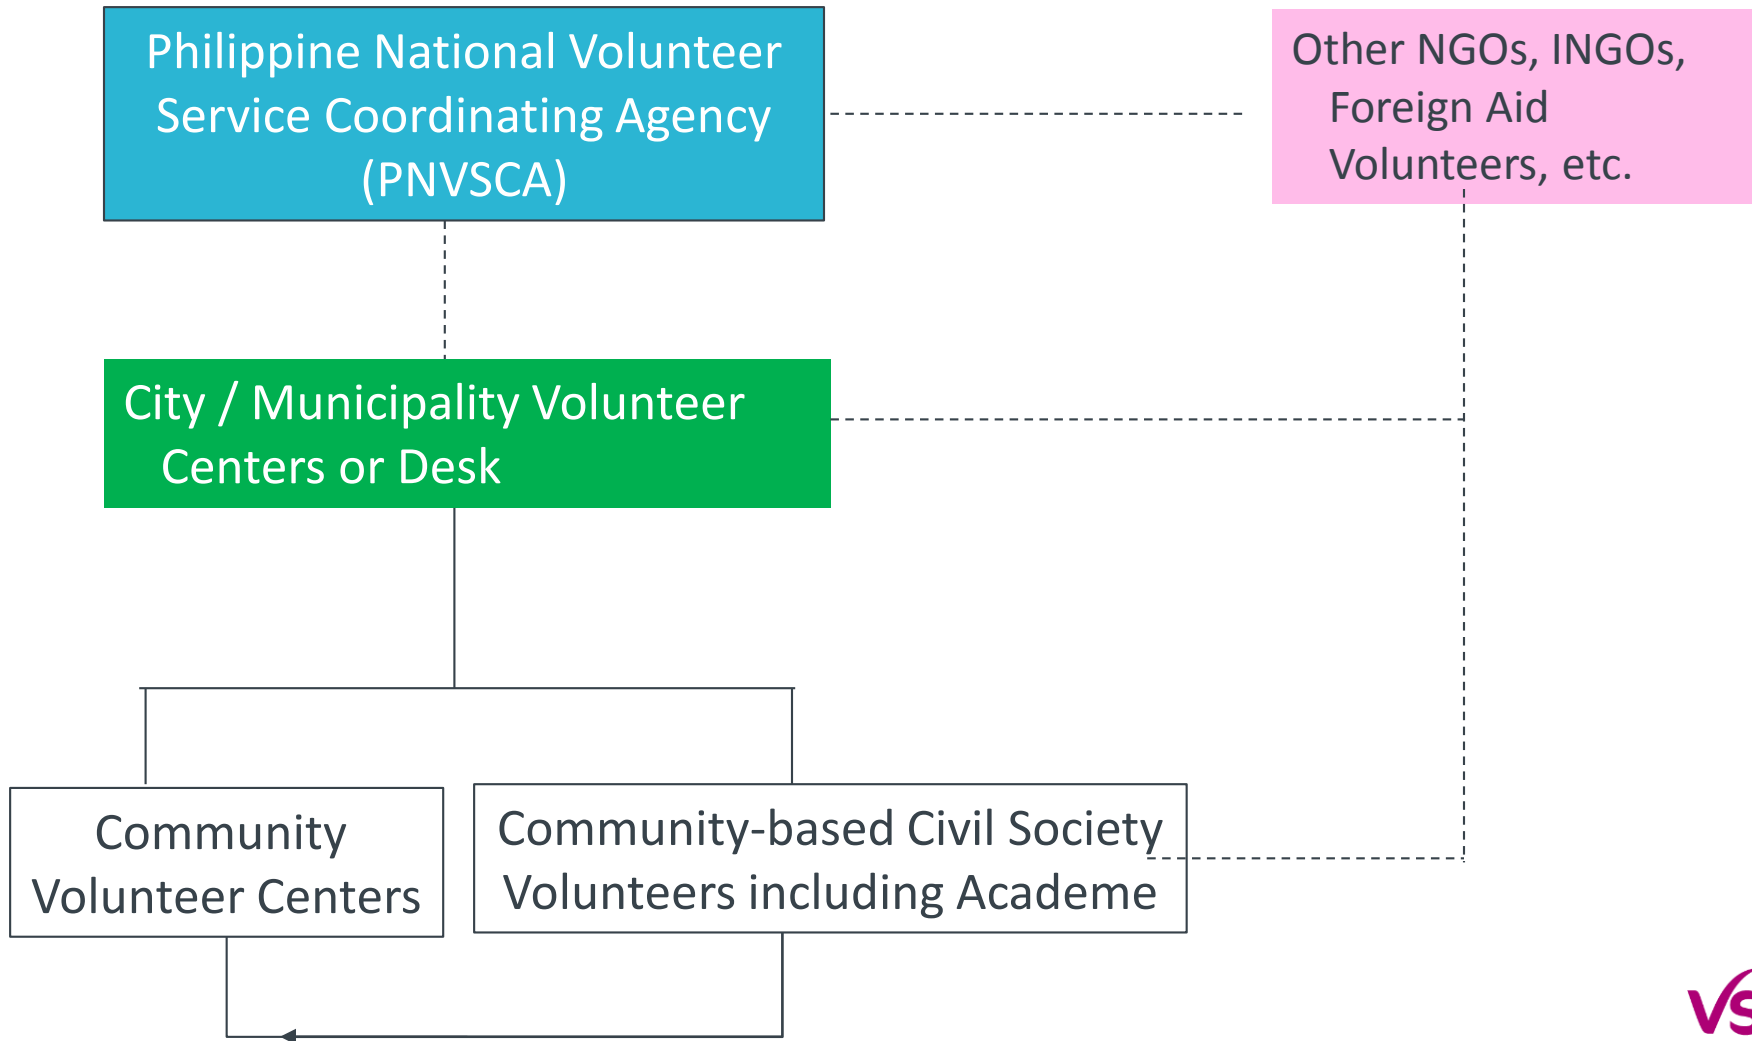 Philippine National Volunteer
Service Coordinating Agency
(PNVSCA)
Other NGOs, INGOs,
Foreign Aid
Volunteers, etc.
City / Municipality Volunteer
Centers or Desk
Community
Volunteer Centers
Community-based Civil Society
Volunteers including Academe
vs